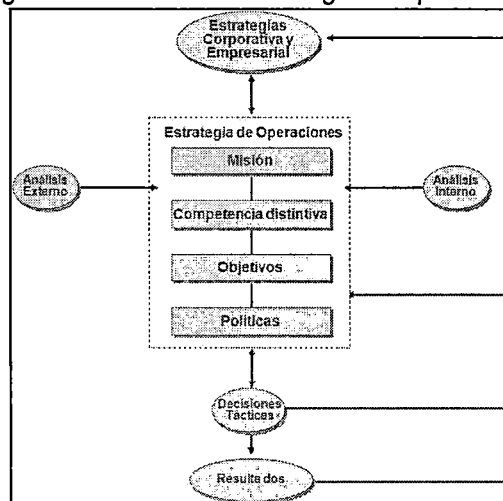 Estrategias
Corporativa y
Empresarial
Estrategia de Operaciones
Misión
Análisis
Externo
Análisis
Interno
Competencia distintiva
Objetivos
Políticas
Decisiones
Tácticas
Resultados